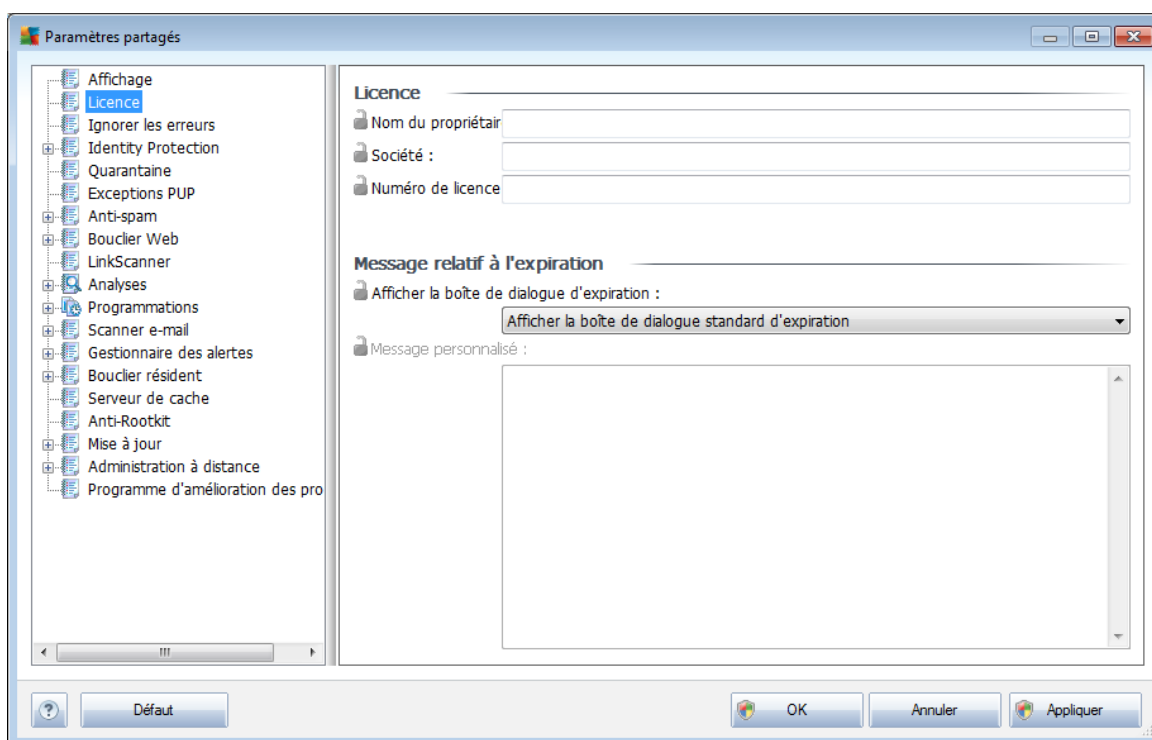 Paramètres partagés
Affichage
Licence
Ignorer les erreurs
Identity Protection
Quarantaine
Exceptions PUP
Anti-spam
Bouclier Web
LinkScanner
Analyses
Programmations
Scanner e-mail
Gestionnaire des alertes
Bouclier résident
Serveur de cache
Anti-Rootkit
Mise à jour
Administration à distance
Programme d'amélioration des pro
Licence
Nom du propriétair
Société :
Numéro de licence
Message relatif à l'expiration
Afficher la boîte de dialogue d'expiration :
Afficher la boîte de dialogue standard d'expiration
Message personnalisé :
? Défaut OK Annuler Appliquer